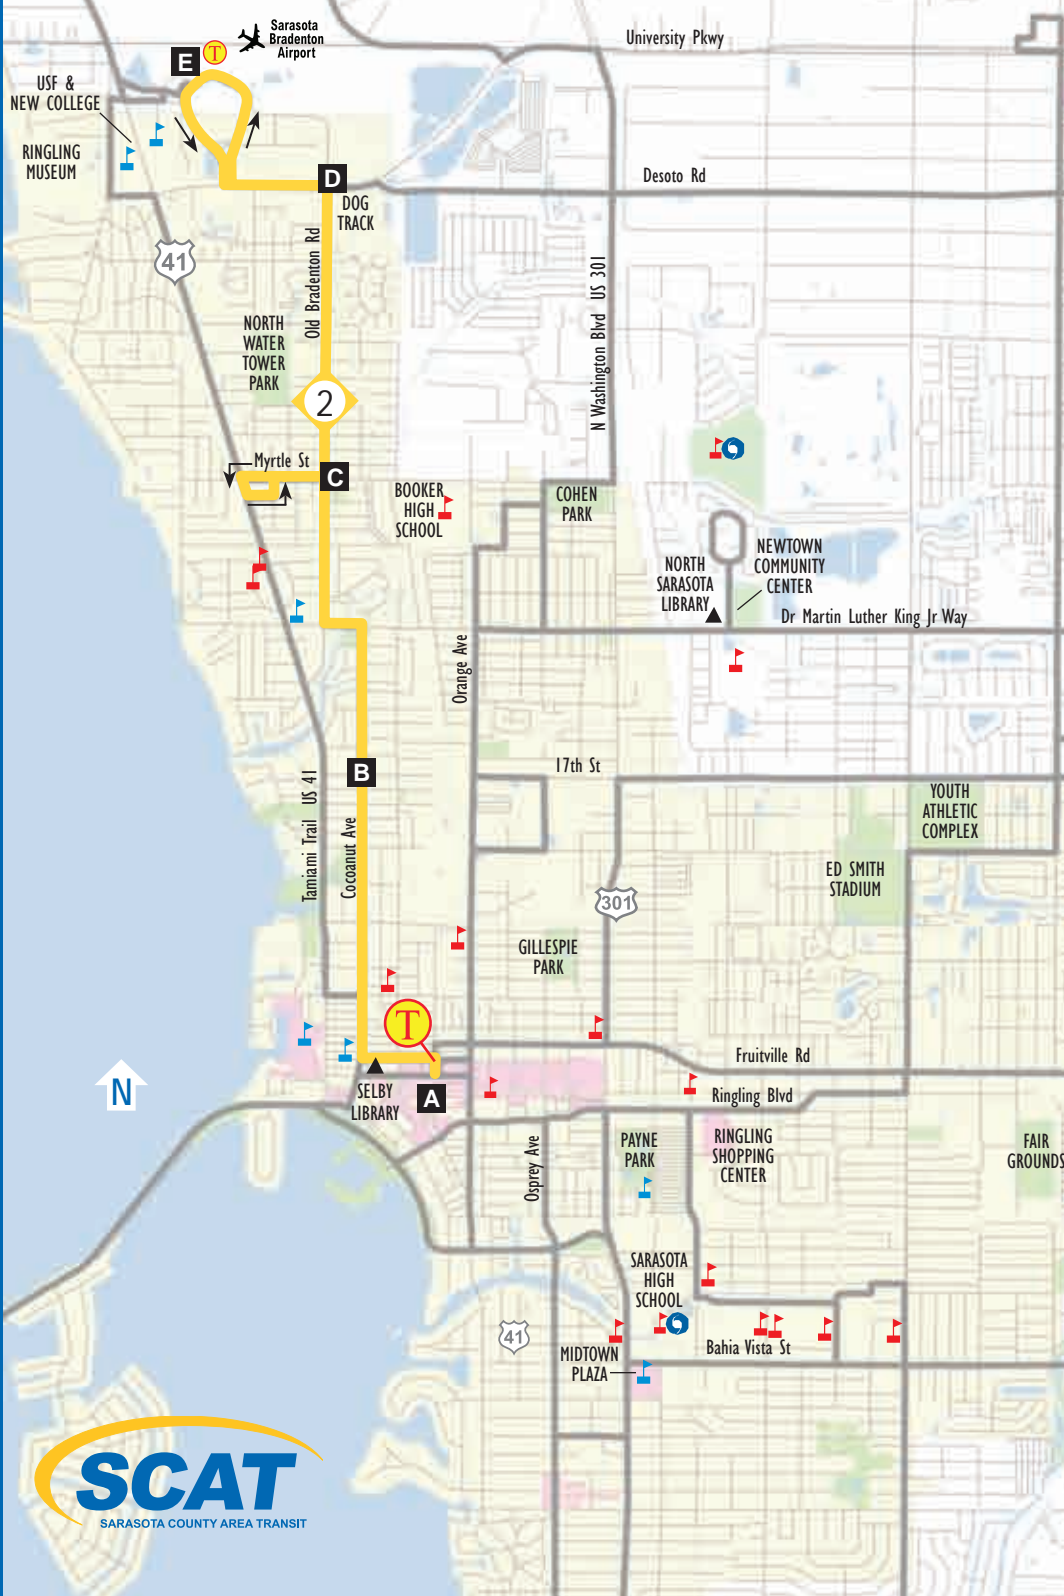 Sarasota
Bradenton
Airport
E
T
University Pkwy
USF &
NEW COLLEGE
RINGLING
MUSEUM
D
DOG
TRACK
Desoto Rd
41
Old Bradenton Rd
N Washington Blvd US 301
NORTH
WATER
TOWER
PARK
2
Myrtle St
C
BOOKER
HIGH
SCHOOL
COHEN
PARK
NORTH
SARASOTA
LIBRARY
NEWTOWN
COMMUNITY
CENTER
Dr Martin Luther King Jr Way
Orange Ave
17th St
B
Tamiami Trail US 41
Cocoanut Ave
YOUTH
ATHLETIC
COMPLEX
ED SMITH
STADIUM
301
GILLESPIE
PARK
T
Fruitville Rd
N
SELBY
LIBRARY
A
Ringling Blvd
Osprey Ave
PAYNE
PARK
RINGLING
SHOPPING
CENTER
FAIR
GROUNDS
SARASOTA
HIGH
SCHOOL
41
MIDTOWN
PLAZA
Bahia Vista St
SCAT
SARASOTA COUNTY AREA TRANSIT